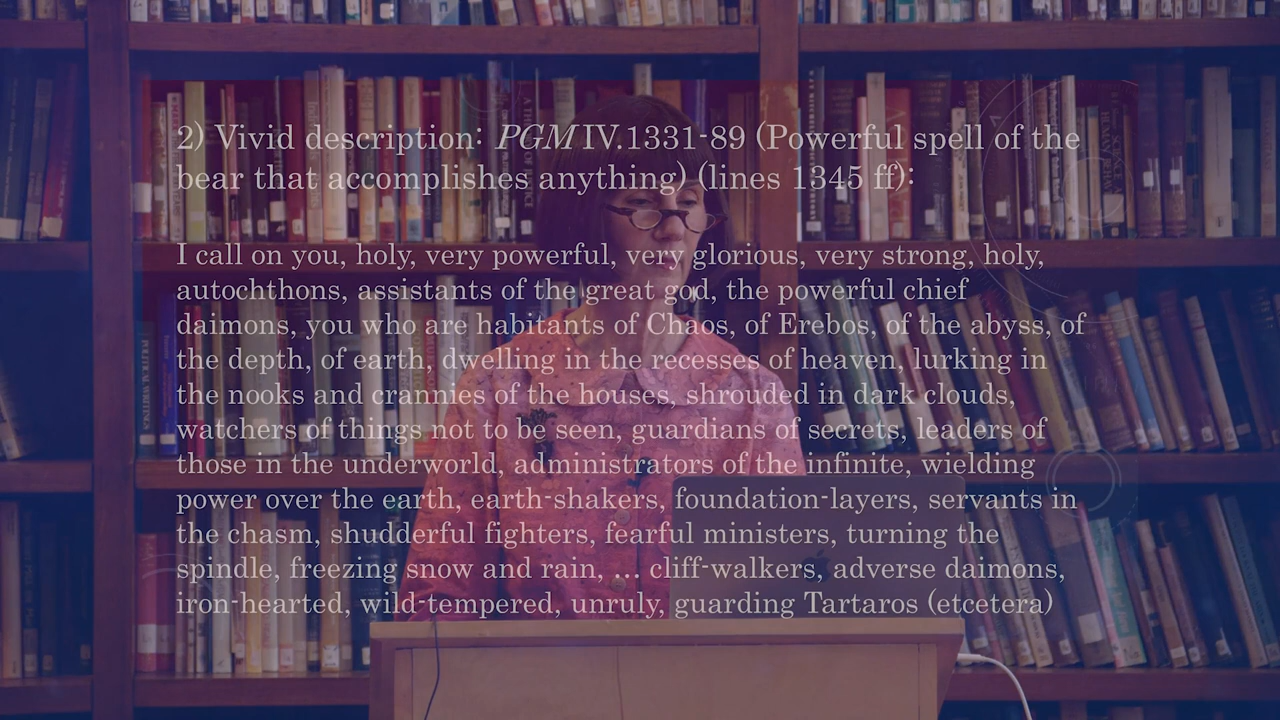 2) Vivid description: PGM IV.1331-89 (Powerful spell of the
bear that accomplishes anything) (lines 1345 ff):
I call on you, holy, very powerful, very glorious, very strong, holy,
autochthons, assistants of the great god, the powerful chief
daimons, you who are habitants of Chaos, of Erebos, of the abyss, of
the depth, of earth, dwelling in the recesses of heaven, lurking in
the nooks and crannies of the houses, shrouded in dark clouds,
watchers of things not to be seen, guardians of secrets, leaders of
those in the underworld, administrators of the infinite, wielding
power over the earth, earth-shakers, foundation-layers, servants in
the chasm, shudderful fighters, fearful ministers, turning the
spindle, freezing snow and rain, … cliff-walkers, adverse daimons,
iron-hearted, wild-tempered, unruly, guarding Tartaros (etcetera)